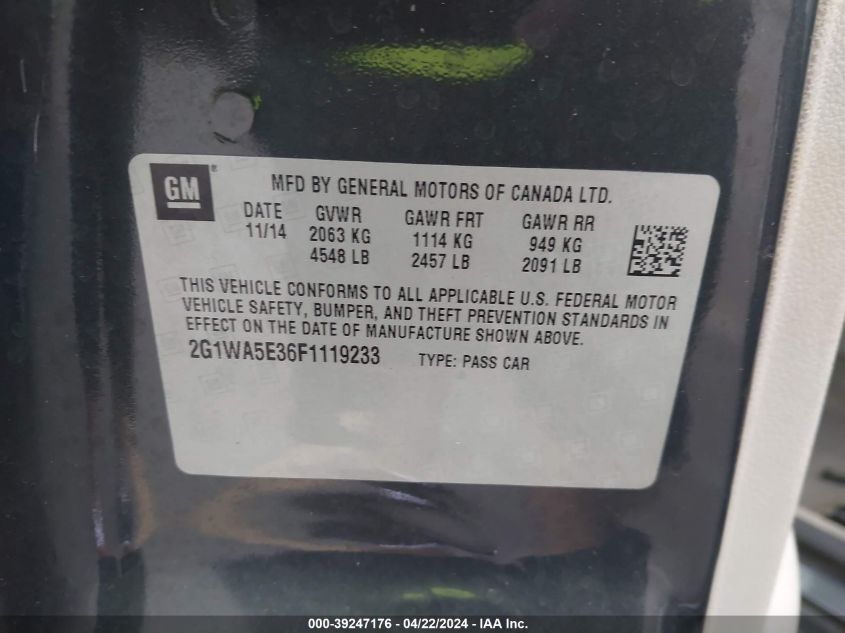 GM ®
MFD BY GENERAL MOTORS OF CANADA LTD.
DATE GVWR GAWR FRT GAWR RR
11/14 2063 KG 1114 KG 949 KG
4548 LB 2457 LB 2091 LB
THIS VEHICLE CONFORMS TO ALL APPLICABLE U.S. FEDERAL MOTOR
VEHICLE SAFETY, BUMPER, AND THEFT PREVENTION STANDARDS IN
EFFECT ON THE DATE OF MANUFACTURE SHOWN ABOVE.
2G1WA5E36F1119233 TYPE: PASS CAR
000-39247176 - 04/22/2024 - IAA Inc.